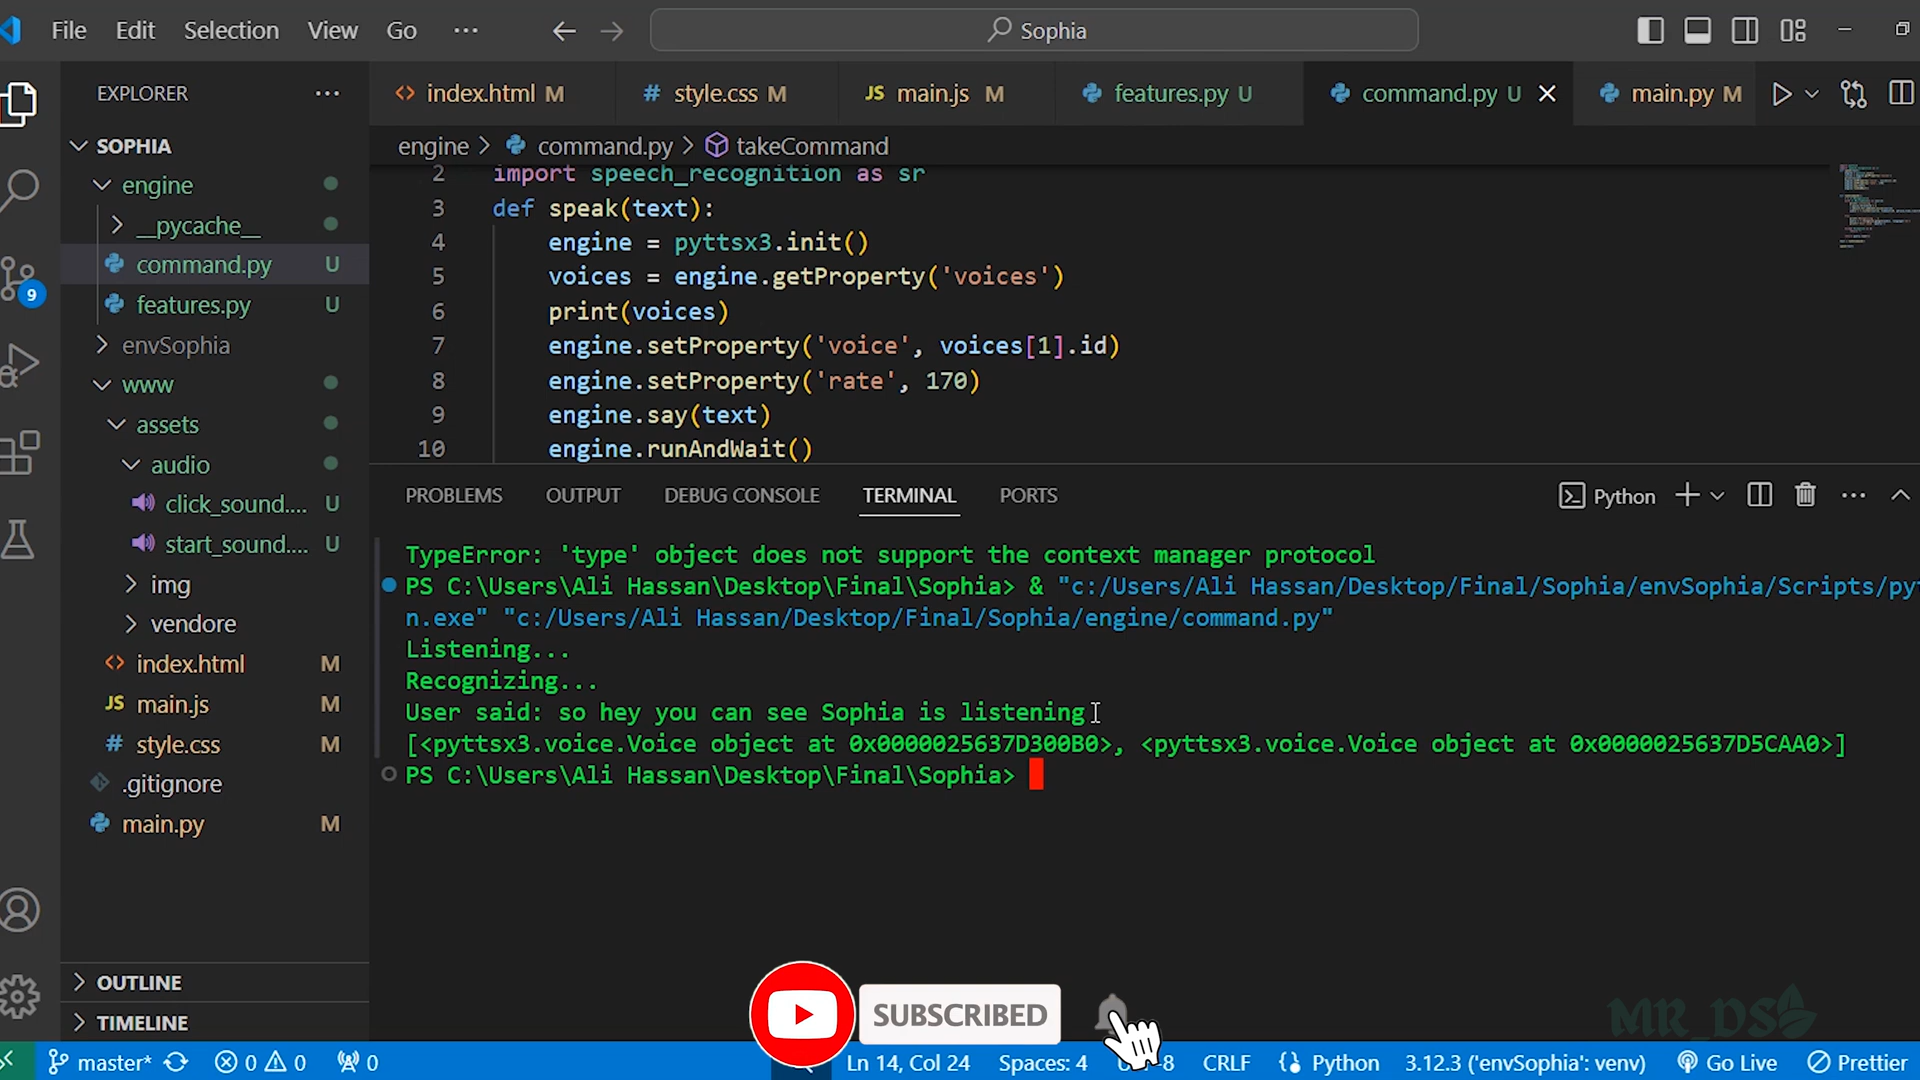 File Edit Selection View Go ... Sophia
EXPLORER ...
index.html M
style.css M
JS main.js M
features.py U
command.py U
main.py M
SOPHIA
engine
__pycache__
command.py U
features.py U
envSophia
www
assets
audio
click_sound.... U
start_sound.... U
img
vendore
index.html M
JS main.js M
style.css M
.gitignore
main.py M
OUTLINE
TIMELINE
9
engine > command.py > takeCommand
2 import speech_recognition as sr
3 def speak(text):
4 engine = pyttsx3.init()
5 voices = engine.getProperty('voices')
6 print(voices)
7 engine.setProperty('voice', voices[1].id)
8 engine.setProperty('rate', 170)
9 engine.say(text)
10 engine.runAndWait()
PROBLEMS OUTPUT DEBUG CONSOLE TERMINAL PORTS Python
TypeError: 'type' object does not support the context manager protocol
PS C:\Users\Ali Hassan\Desktop\Final\Sophia> & "c:/Users/Ali Hassan/Desktop/Final/Sophia/envSophia/Scripts/pyt
n.exe" "c:/Users/Ali Hassan/Desktop/Final/Sophia/engine/command.py"
Listening...
Recognizing...
User said: so hey you can see Sophia is listening
[<pyttsx3.voice.Voice object at 0x0000025637D300B0>, <pyttsx3.voice.Voice object at 0x0000025637D5CAA0>]
PS C:\Users\Ali Hassan\Desktop\Final\Sophia>
SUBSCRIBED
MR_DS
master* 0 0 0 Ln 14, Col 24 Spaces: 4 CRLF Python 3.12.3 ('envSophia': venv) Go Live Prettier